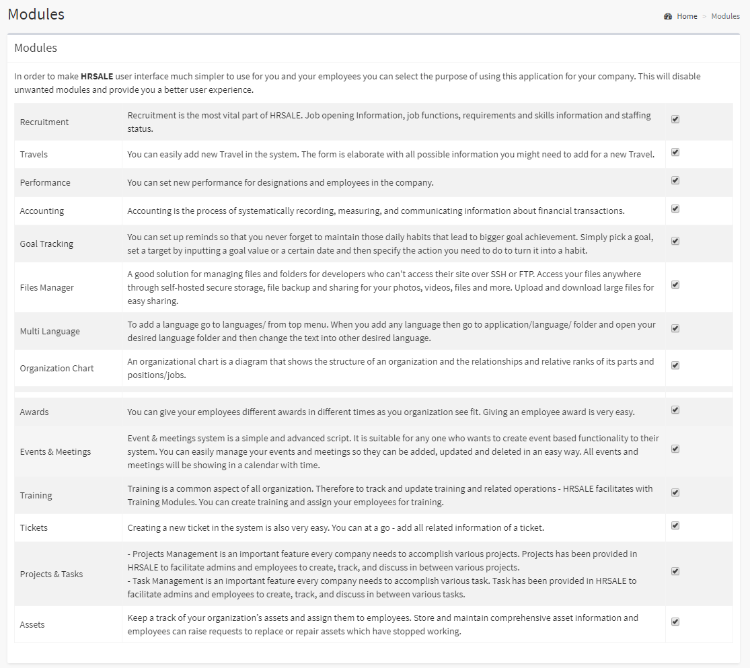 Modules
Home > Modules
Modules
In order to make HRSALE user interface much simpler to use for you and your employees you can select the purpose of using this application for your company. This will disable
unwanted modules and provide you a better user experience.
Recruitment
Recruitment is the most vital part of HRSALE. Job opening Information, job functions, requirements and skills information and staffing
status.
Travels
You can easily add new Travel in the system. The form is elaborate with all possible information you might need to add for a new Travel.
Performance
You can set new performance for designations and employees in the company.
Accounting
Accounting is the process of systematically recording, measuring, and communicating information about financial transactions.
Goal Tracking
You can set up reminds so that you never forget to maintain those daily habits that lead to bigger goal achievement. Simply pick a goal,
set a target by inputting a goal value or a certain date and then specify the action you need to do to turn it into a habit.
Files Manager
A good solution for managing files and folders for developers who can't access their site over SSH or FTP. Access your files anywhere
through self-hosted secure storage, file backup and sharing for your photos, videos, files and more. Upload and download large files for
easy sharing.
Multi Language
To add a language go to languages/ from top menu. When you add any language then go to application/language/ folder and open your
desired language folder and then change the text into other desired language.
Organization Chart
An organizational chart is a diagram that shows the structure of an organization and the relationships and relative ranks of its parts and
positions/jobs.
Awards
You can give your employees different awards in different times as you organization see fit. Giving an employee award is very easy.
Events & Meetings
Event & meetings system is a simple and advanced script. It is suitable for any one who wants to create event based functionality to their
system. You can easily manage your events and meetings so they can be added, updated and deleted in an easy way. All events and
meetings will be showing in a calendar with time.
Training
Training is a common aspect of all organization. Therefore to track and update training and related operations - HRSALE facilitates with
Training Modules. You can create training and assign your employees for training.
Tickets
Creating a new ticket in the system is also very easy. You can at a go - add all related information of a ticket.
Projects & Tasks
- Projects Management is an important feature every company needs to accomplish various projects. Projects has been provided in
HRSALE to facilitate admins and employees to create, track, and discuss in between various projects.
- Task Management is an important feature every company needs to accomplish various task. Task has been provided in HRSALE to
facilitate admins and employees to create, track, and discuss in between various tasks.
Assets
Keep a track of your organization's assets and assign them to employees. Store and maintain comprehensive asset information and
employees can raise requests to replace or repair assets which have stopped working.